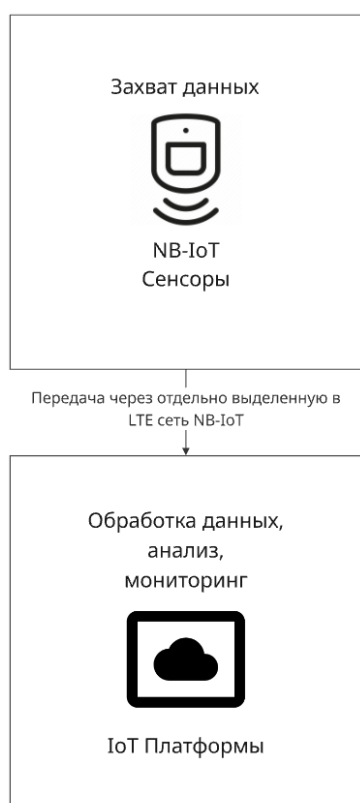 Захват данных
NB-IoT
Сенсоры
Передача через отдельно выделенную в
LTE сеть NB-IoT
Обработка данных,
анализ,
мониторинг
IoT Платформы